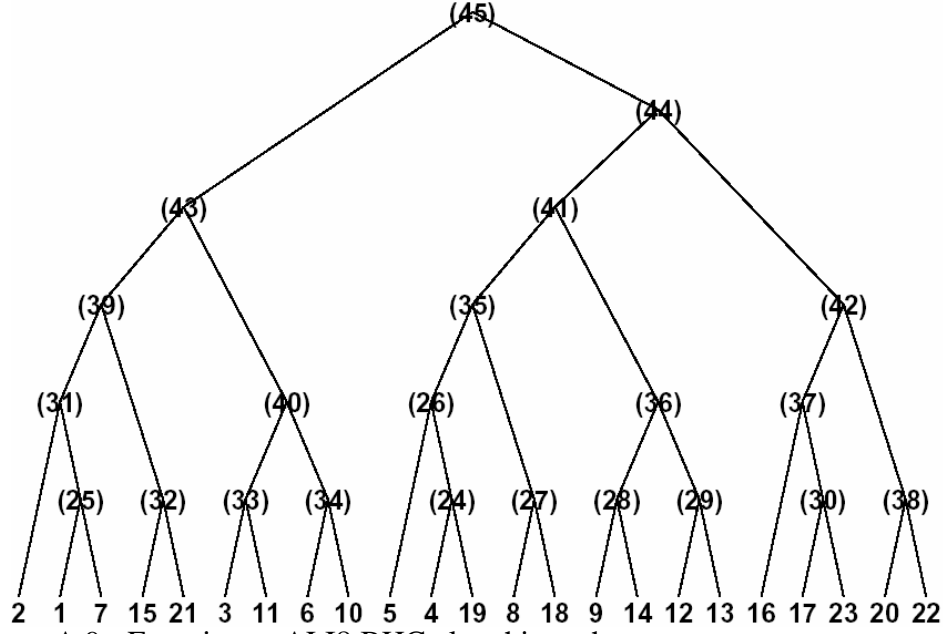 (45)
(44)
(43) (41)
(39) (35) (42)
(31) (40) (26) (36) (37)
(25) (32) (33) (34) (24) (27) (28) (29) (30) (38)
2 1 7 15 21 3 11 6 10 5 4 19 8 18 9 14 12 13 16 17 23 20 22